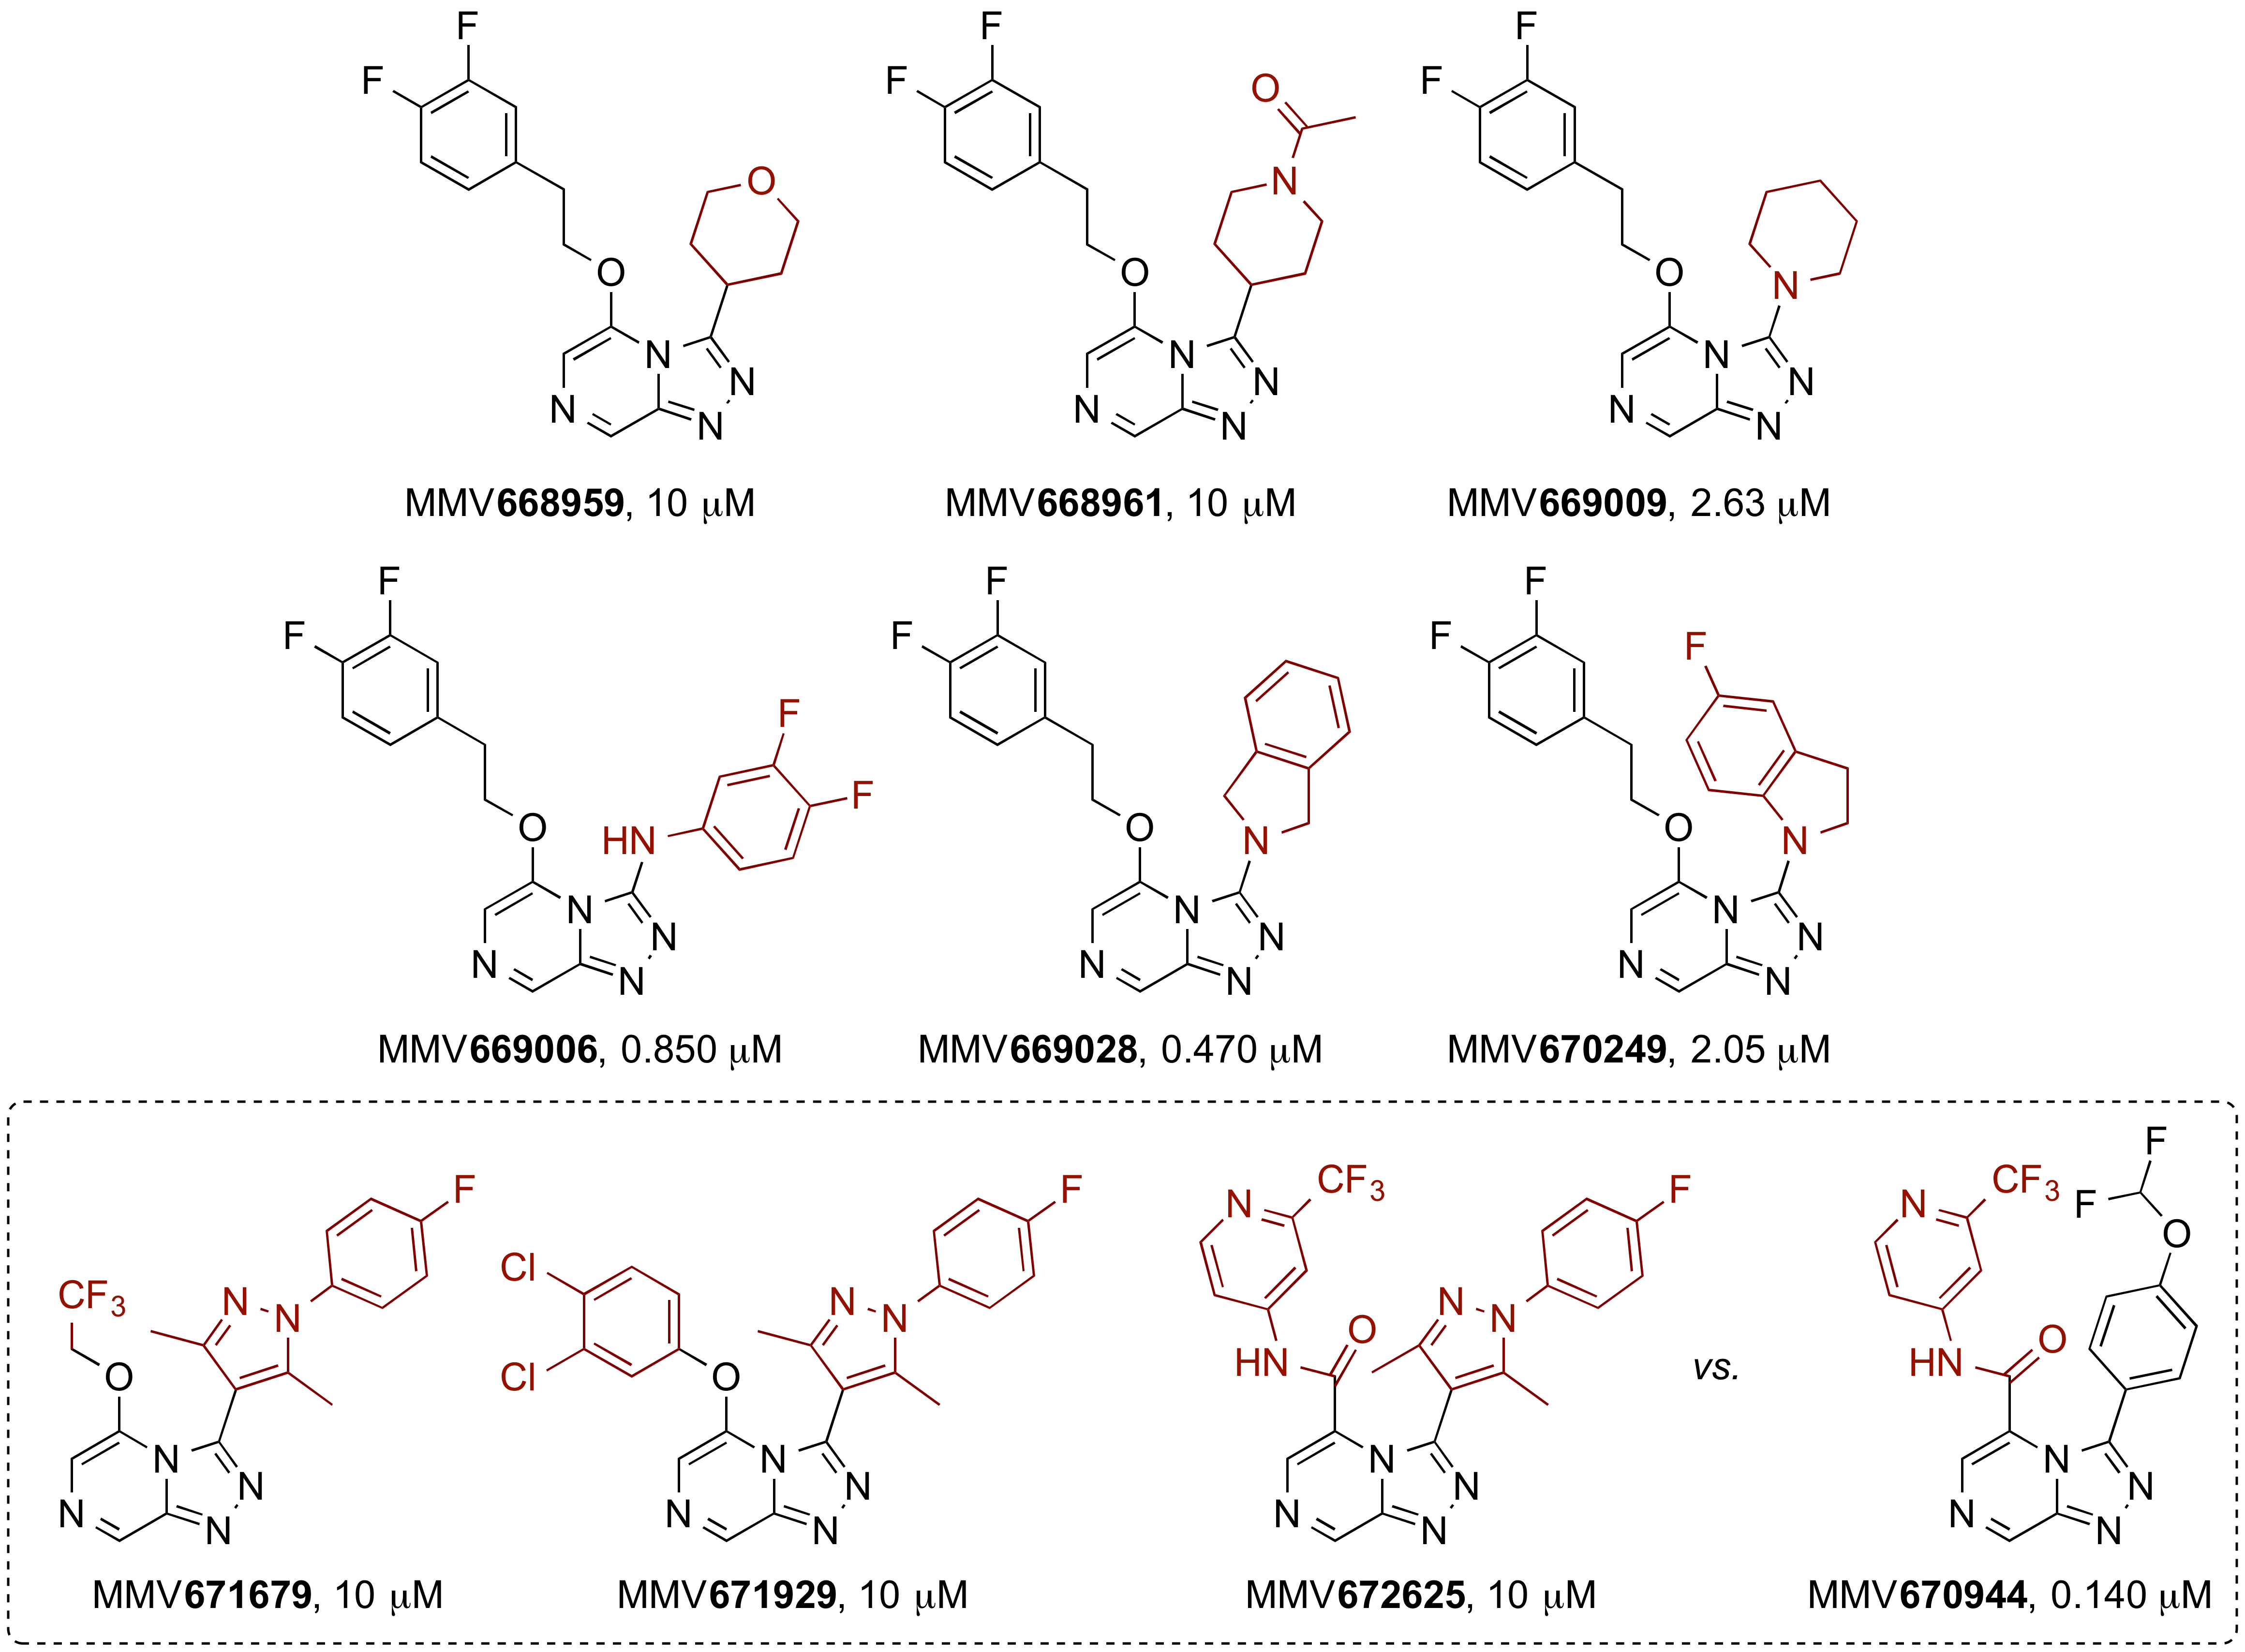 F
F
O
O
N
N
N
N
F
F
O
N
O
N
N
N
N
F
F
N
O
N
N
N
N
MMV668959, 10 μM
MMV668961, 10 μM
MMV669009, 2.63 μM
F
F
F
F
HN
O
N
N
N
N
F
F
N
O
N
N
N
N
F
F
F
N
O
N
N
N
N
MMV669006, 0.850 μM
MMV669028, 0.470 μM
MMV670249, 2.05 μM
CF3
O
N
N
F
N
N
N
N
Cl
Cl
O
N
N
F
N
N
N
N
N
CF3
HN
O
N
N
F
N
N
N
N
vs.
N
CF3
HN
O
F
F
O
N
N
N
N
MMV671679, 10 μM
MMV671929, 10 μM
MMV672625, 10 μM
MMV670944, 0.140 μM